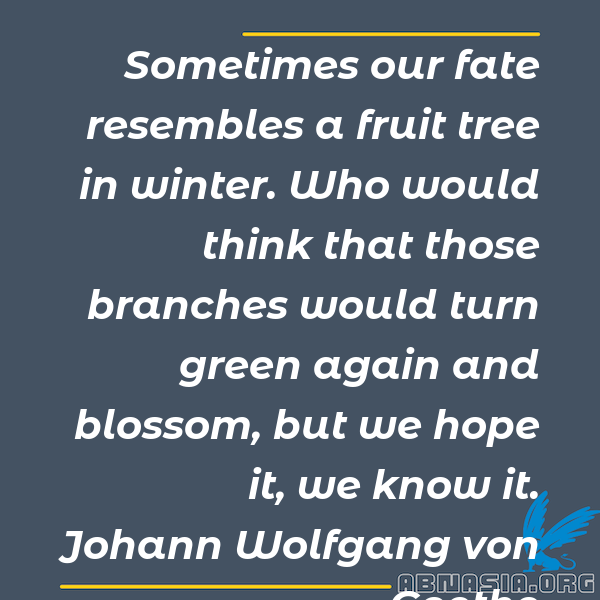 Sometimes our fate
resembles a fruit tree
in winter. Who would
think that those
branches would turn
green again and
blossom, but we hope
it, we know it.
Johann Wolfgang von
Goethe
ABNASIA.ORG